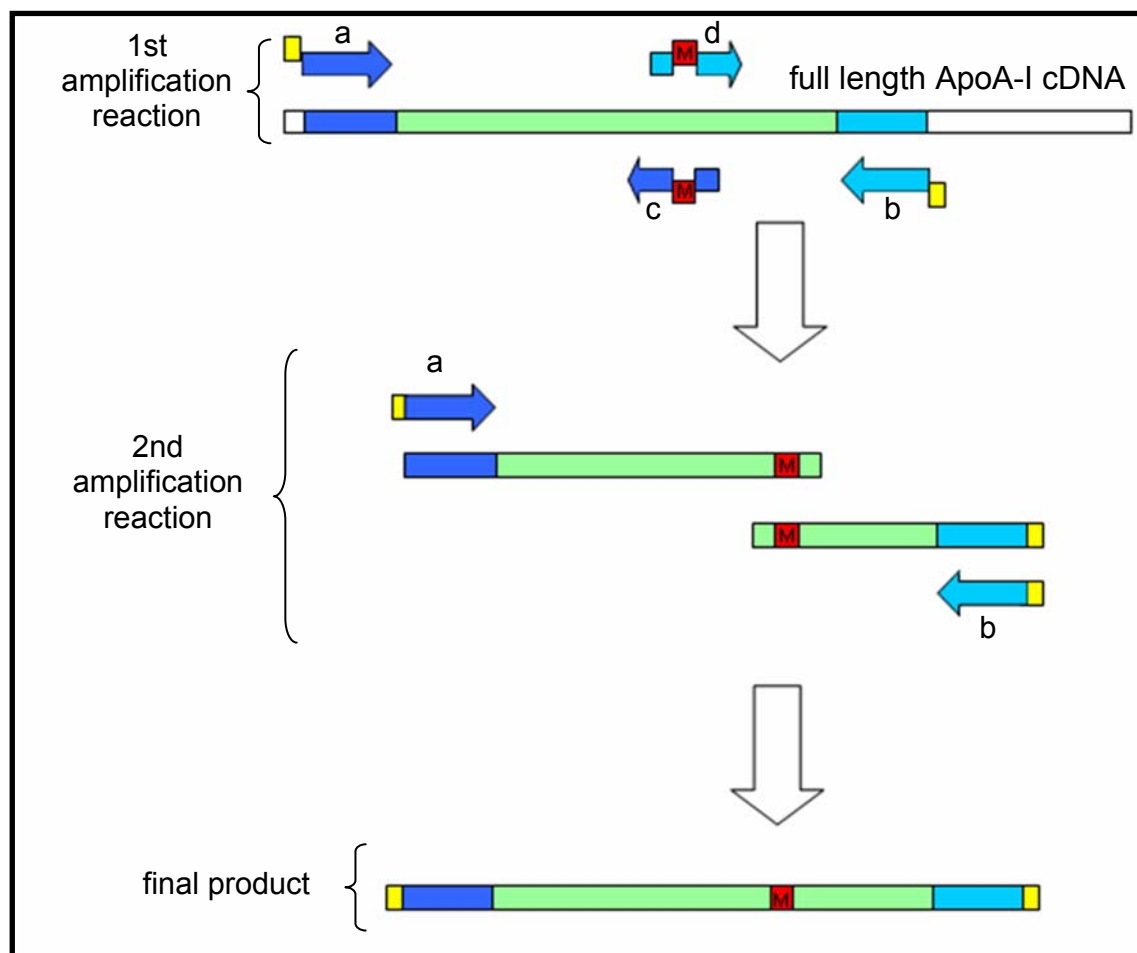 1st
amplification
reaction
a
d
full length ApoA-I cDNA
M
M
c
b
2nd
amplification
reaction
a
M
M
b
final product
M